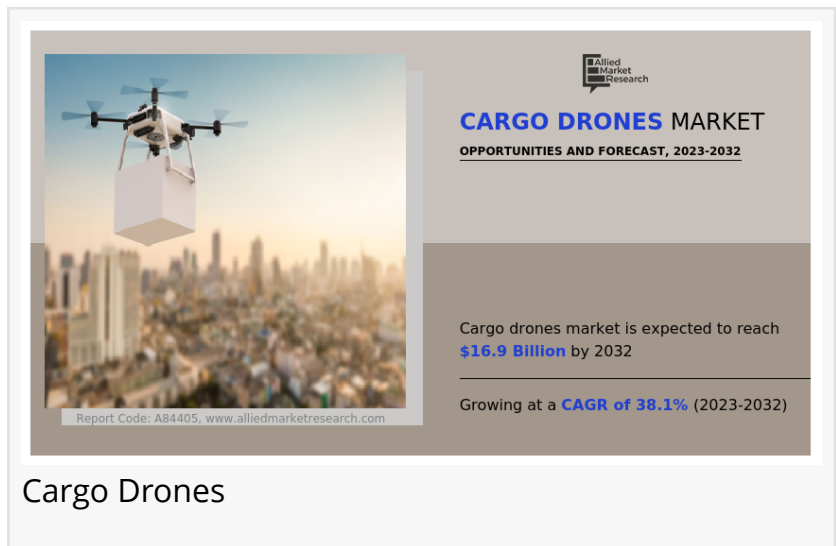 Allied
Market
Research
CARGO DRONES MARKET
OPPORTUNITIES AND FORECAST, 2023-2032
Cargo drones market is expected to reach
$16.9 Billion by 2032
Growing at a CAGR of 38.1% (2023-2032)
Report Code: A84405, www.alliedmarketresearch.com
Cargo Drones